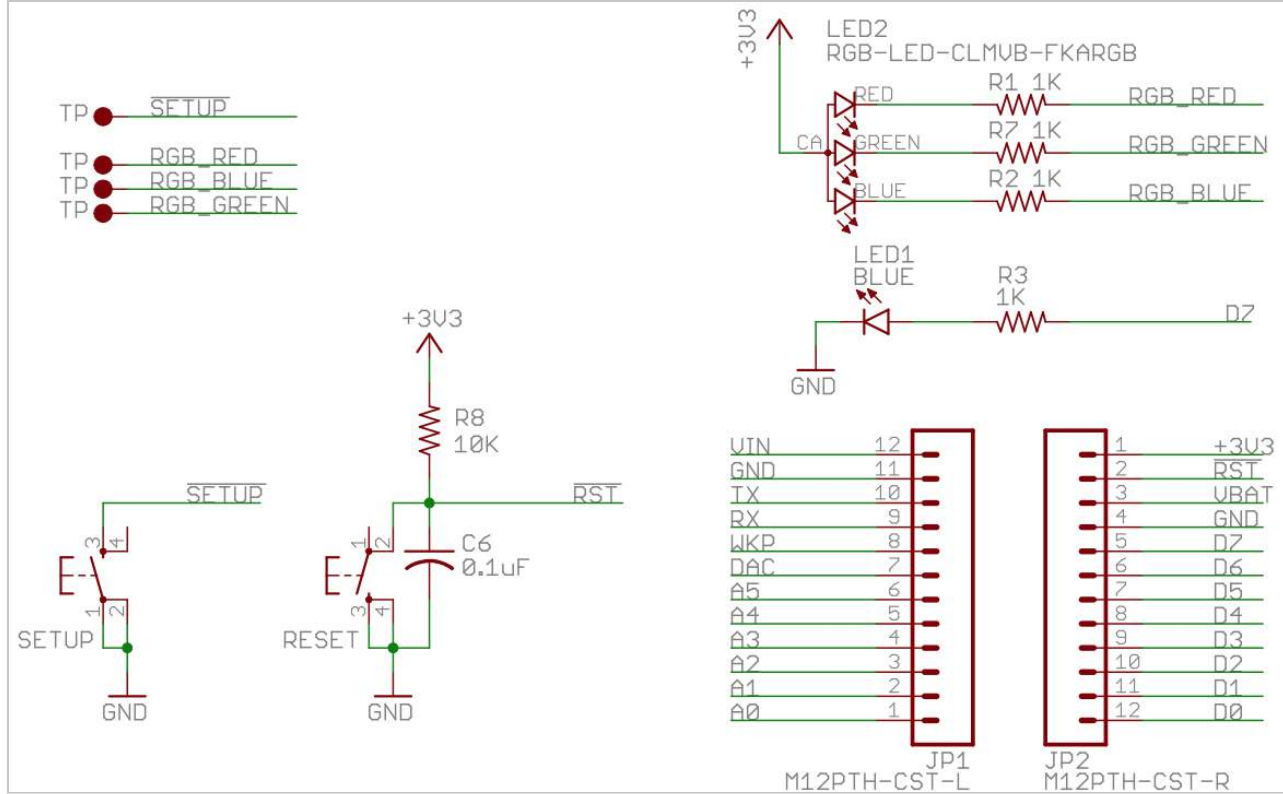 TP SETUP
TP RGB_RED
TP RGB_BLUE
TP RGB_GREEN
+3V3
LED2
RGB-LED-CLMVB-FKARGB
RED R1 1K RGB_RED
CA GREEN R7 1K RGB_GREEN
BLUE R2 1K RGB_BLUE
LED1
BLUE
R3
1K
D7
GND
+3V3
R8
10K
SETUP
3 4
1 2
SETUP
GND
RST
1 2
C6
0.1uF
3 4
RESET
GND
VIN 12
GND 11
TX 10
RX 9
WKP 8
DAC 7
A5 6
A4 5
A3 4
A2 3
A1 2
A0 1
JP1
M12PTH-CST-L
1 +3V3
2 RST
3 VBAT
4 GND
5 D7
6 D6
7 D5
8 D4
9 D3
10 D2
11 D1
12 D0
JP2
M12PTH-CST-R